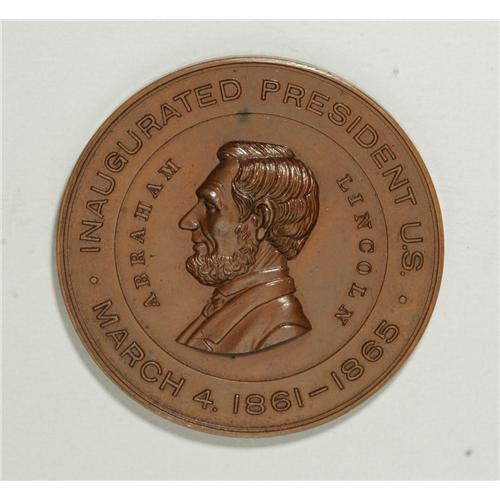 INAUGURATED PRESIDENT U.S.
MARCH 4. 1861–1865
ABRAHAM LINCOLN